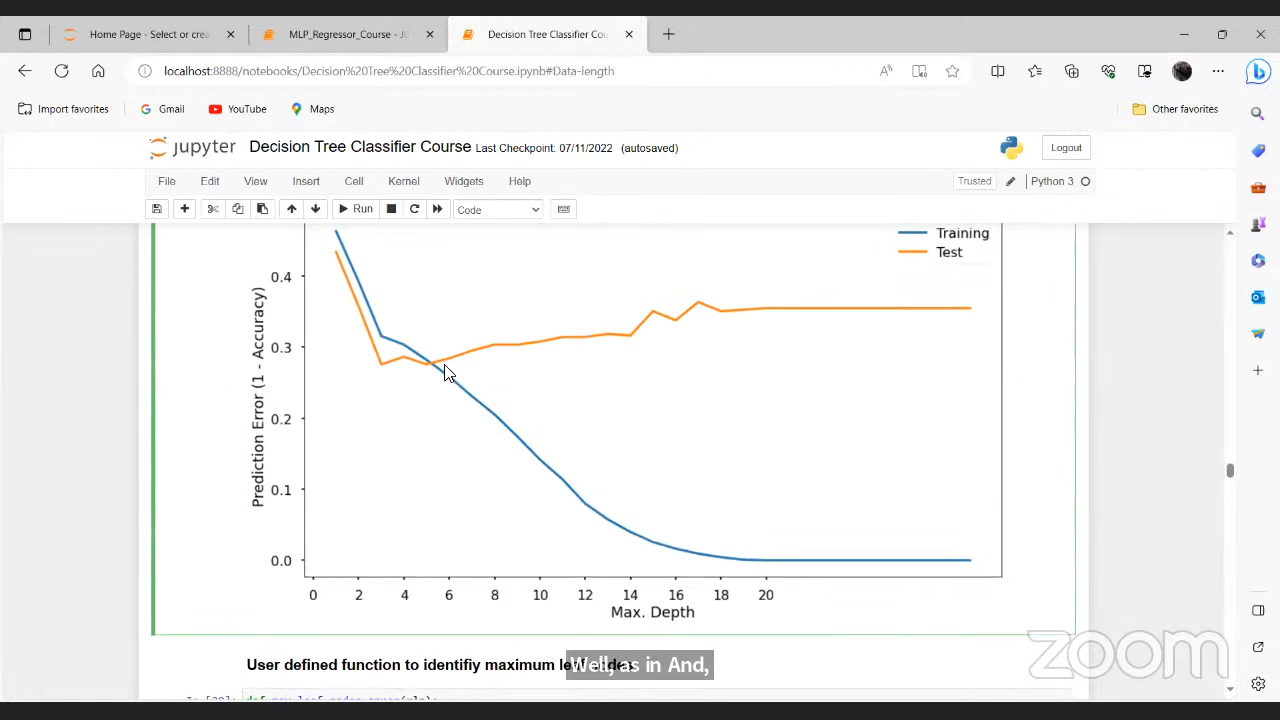 Home Page - Select or crea
MLP_Regressor_Course - Ju
Decision Tree Classifier Cou
localhost:8888/notebooks/Decision%20Tree%20Classifier%20Course.ipynb#Data-length
Import favorites
Gmail
YouTube
Maps
Other favorites
jupyter Decision Tree Classifier Course Last Checkpoint: 07/11/2022 (autosaved)
Logout
File Edit View Insert Cell Kernel Widgets Help
Trusted
Python 3
Run
Code
Training
Test
0.4
0.3
0.2
0.1
0.0
Prediction Error (1 - Accuracy)
0 2 4 6 8 10 12 14 16 18 20
Max. Depth
User defined function to identifiy maximum
Well, as in And,
zoom